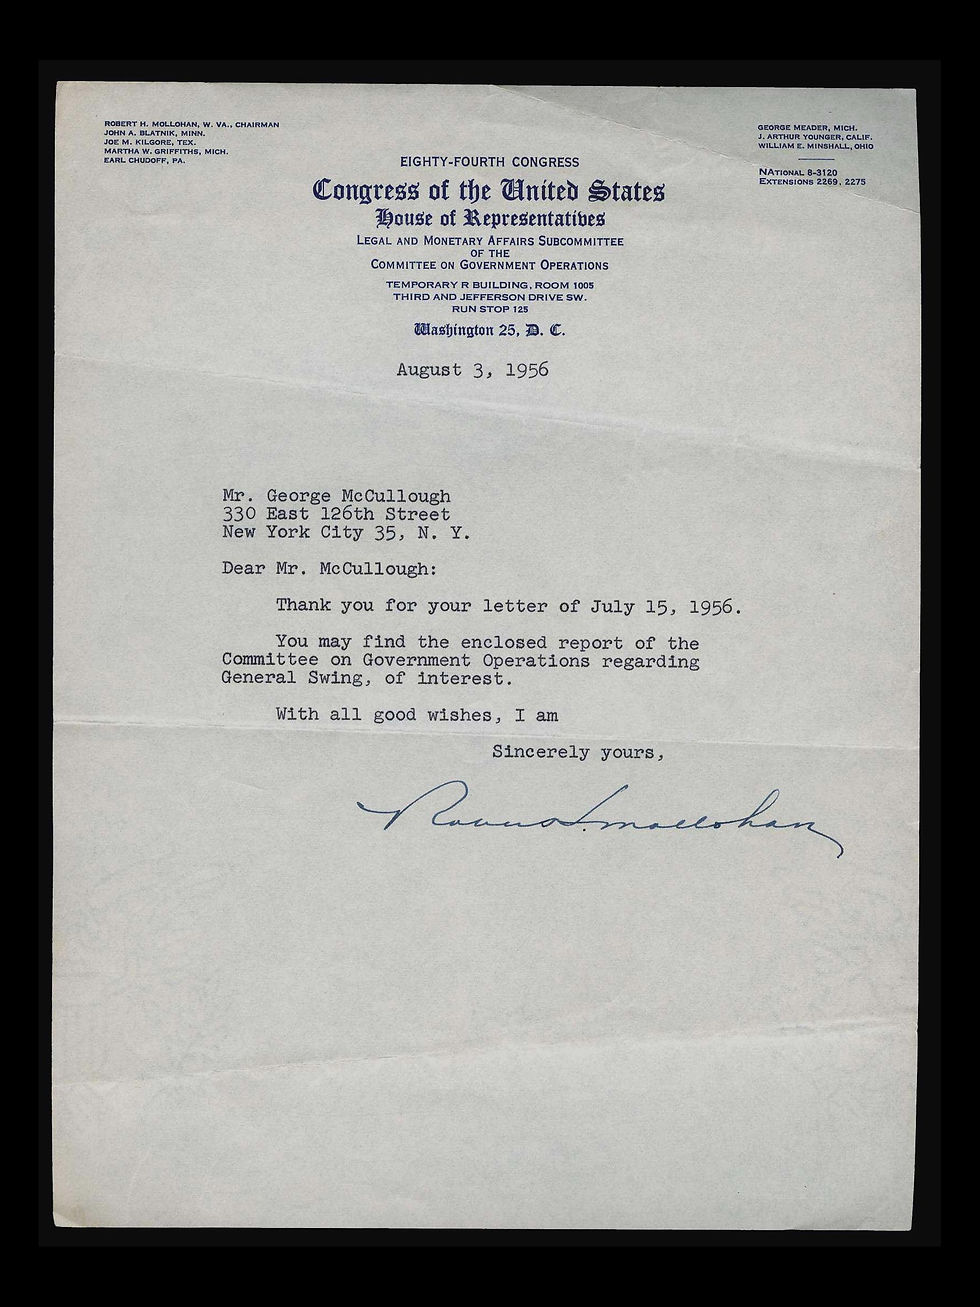 ROBERT H. MOLLOHAN, W. VA., CHAIRMAN
JOHN A. BLATNIK, MINN.
JOE M. KILGORE, TEX.
MARTHA W. GRIFFITHS, MICH.
EARL CHUDOFF, PA.
GEORGE MEADER, MICH.
J. ARTHUR YOUNGER, CALIF.
WILLIAM E. MINSHALL, OHIO
NATIONAL 8-3120
EXTENSIONS 2269, 2275
EIGHTY-FOURTH CONGRESS
Congress of the United States
House of Representatives
LEGAL AND MONETARY AFFAIRS SUBCOMMITTEE
OF THE
COMMITTEE ON GOVERNMENT OPERATIONS
TEMPORARY R BUILDING, ROOM 1005
THIRD AND JEFFERSON DRIVE SW.
RUN STOP 125
Washington 25, D. C.
August 3, 1956
Mr. George McCullough
330 East 126th Street
New York City 35, N. Y.
Dear Mr. McCullough:
Thank you for your letter of July 15, 1956.
You may find the enclosed report of the
Committee on Government Operations regarding
General Swing, of interest.
With all good wishes, I am
Sincerely yours,
Mollohan